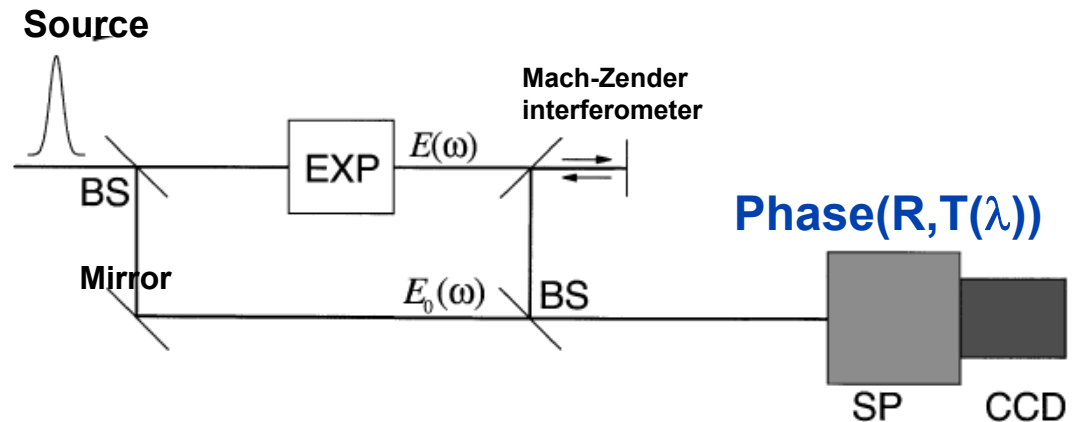 Source
Mach-Zender
interferometer
EXP
E(ω)
BS
Phase(R,T(λ))
Mirror
E₀(ω)
BS
SP
CCD